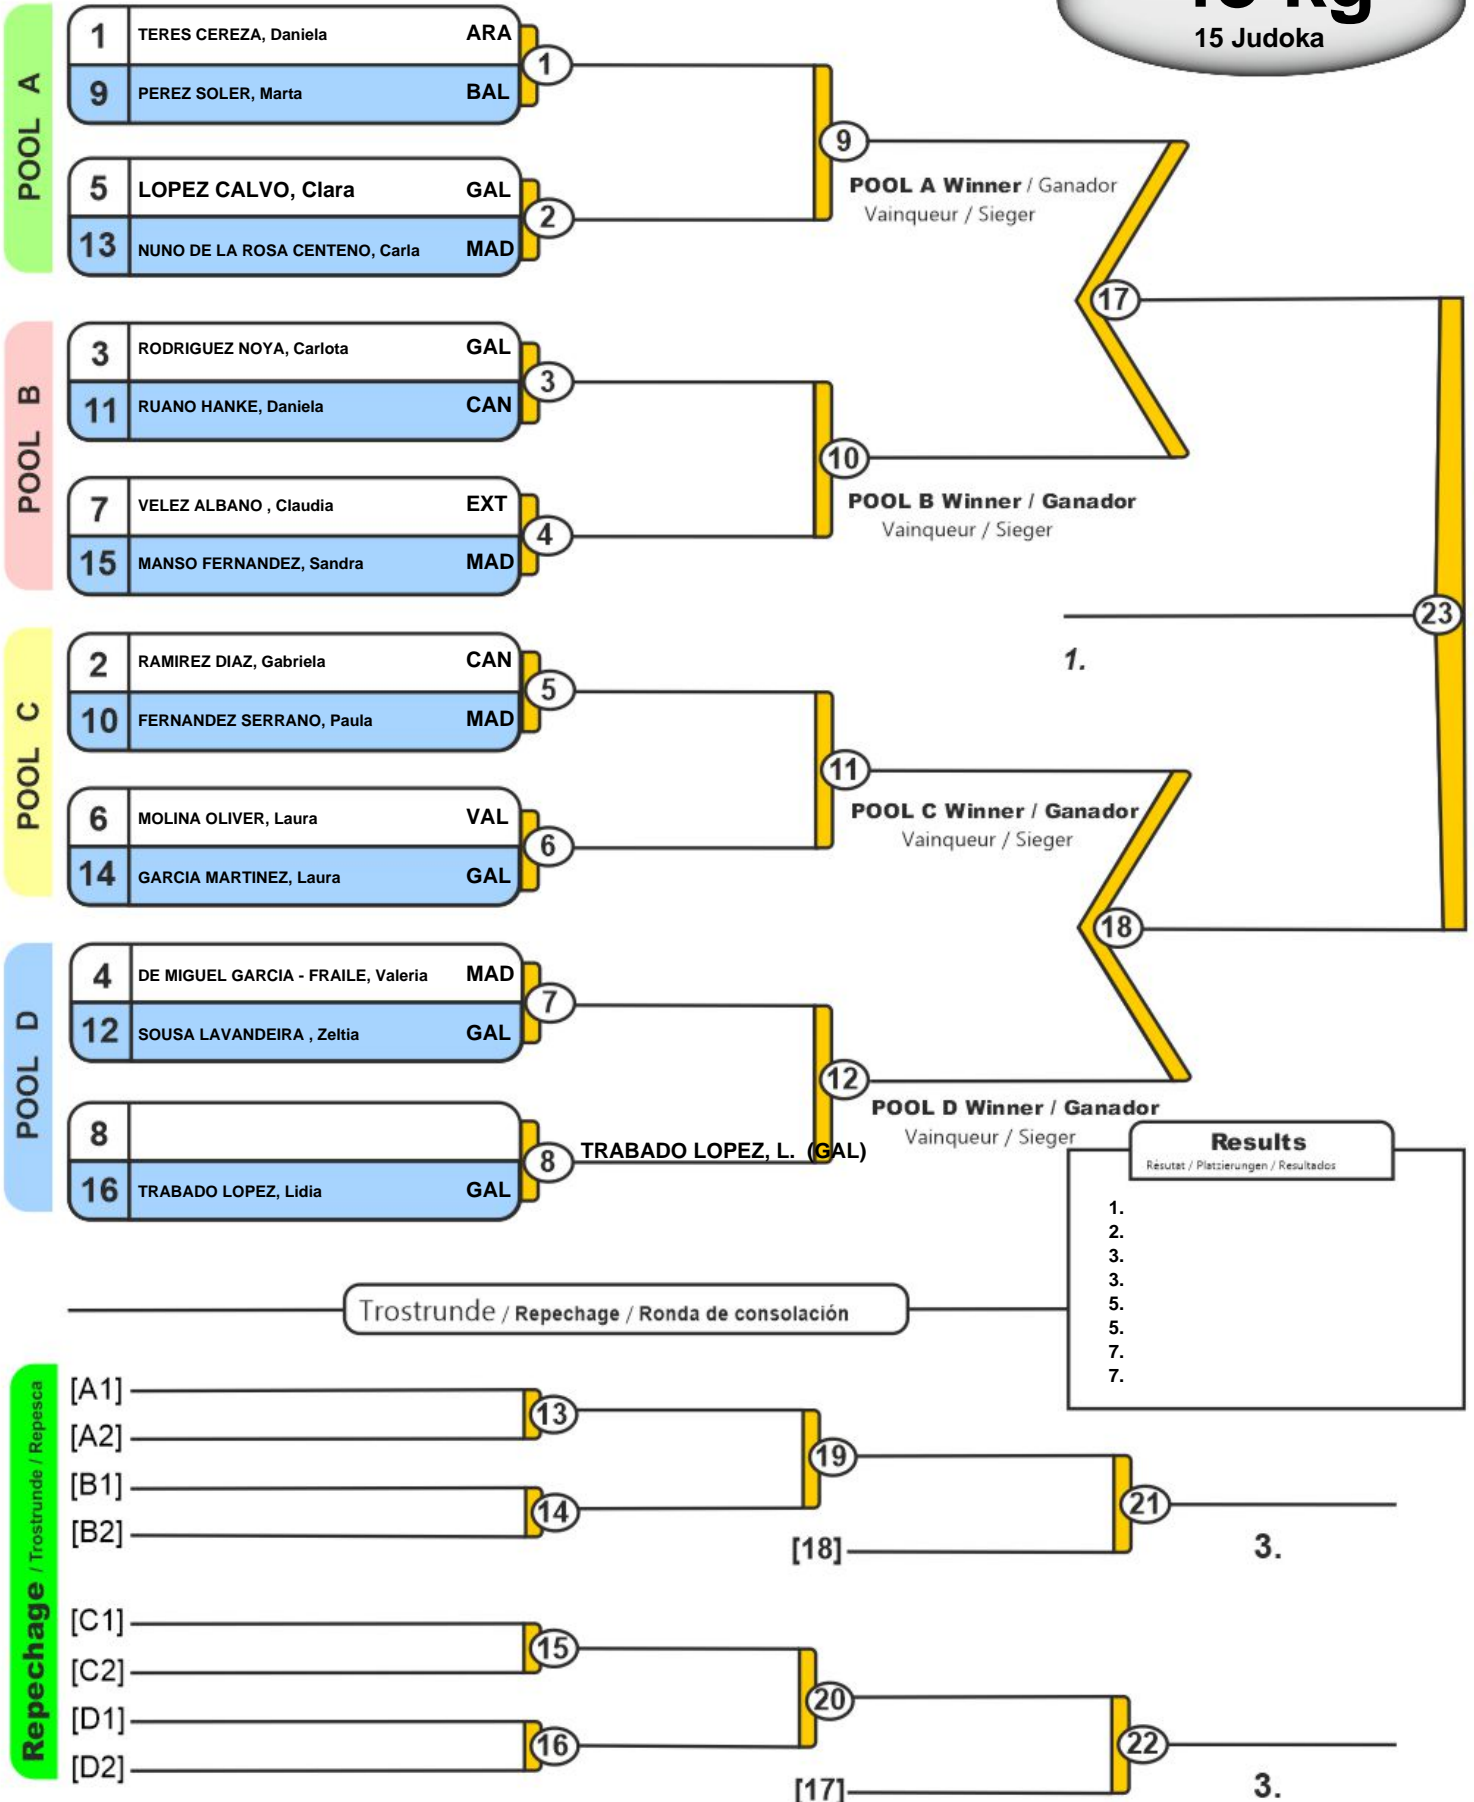 kg
15 Judoka
POOL A
1 TERES CEREZA, Daniela ARA
9 PEREZ SOLER, Marta BAL
1
5 LOPEZ CALVO, Clara GAL
13 NUNO DE LA ROSA CENTENO, Carla MAD
2
9
POOL A Winner / Ganador
Vainqueur / Sieger
17
POOL B
3 RODRIGUEZ NOYA, Carlota GAL
11 RUANO HANKE, Daniela CAN
3
7 VELEZ ALBANO , Claudia EXT
15 MANSO FERNANDEZ, Sandra MAD
4
10
POOL B Winner / Ganador
Vainqueur / Sieger
23
1.
POOL C
2 RAMIREZ DIAZ, Gabriela CAN
10 FERNANDEZ SERRANO, Paula MAD
5
6 MOLINA OLIVER, Laura VAL
14 GARCIA MARTINEZ, Laura GAL
6
11
POOL C Winner / Ganador
Vainqueur / Sieger
18
POOL D
4 DE MIGUEL GARCIA - FRAILE, Valeria MAD
12 SOUSA LAVANDEIRA , Zeltia GAL
7
8
16 TRABADO LOPEZ, Lidia GAL
8 TRABADO LOPEZ, L. (GAL)
12
POOL D Winner / Ganador
Vainqueur / Sieger
Results
Résutat / Platzierungen / Resultados
1.
2.
3.
3.
5.
5.
7.
7.
Trostrunde / Repechage / Ronda de consolación
Repechage / Trostrunde / Repesca
[A1]
[A2]
13
[B1]
[B2]
14
19
[18]
21
3.
[C1]
[C2]
15
[D1]
[D2]
16
20
[17]
22
3.